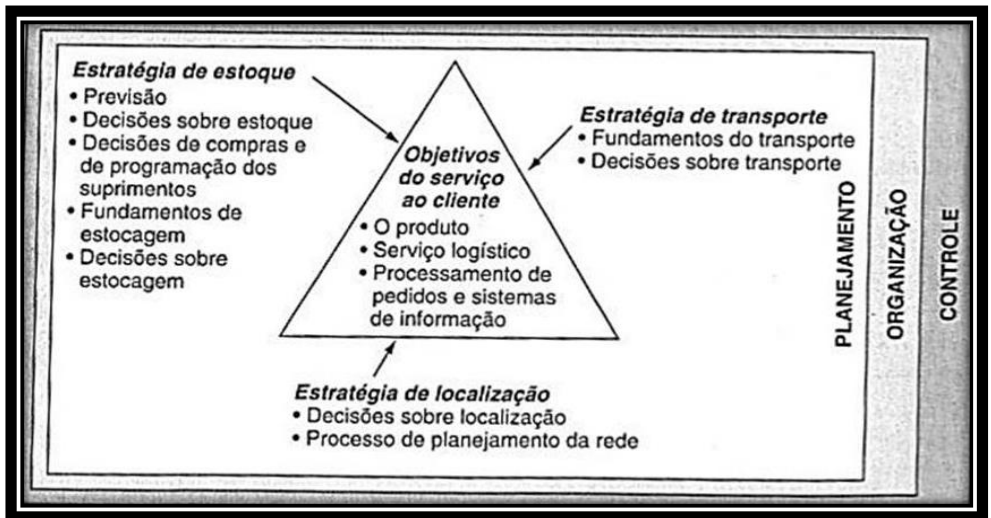 Estratégia de estoque
• Previsão
• Decisões sobre estoque
• Decisões de compras e
de programação dos
suprimentos
• Fundamentos de
estocagem
• Decisões sobre
estocagem
Objetivos
do serviço
ao cliente
• O produto
• Serviço logístico
• Processamento de
pedidos e sistemas
de informação
Estratégia de transporte
• Fundamentos do transporte
• Decisões sobre transporte
Estratégia de localização
• Decisões sobre localização
• Processo de planejamento da rede
PLANEJAMENTO
ORGANIZAÇÃO
CONTROLE